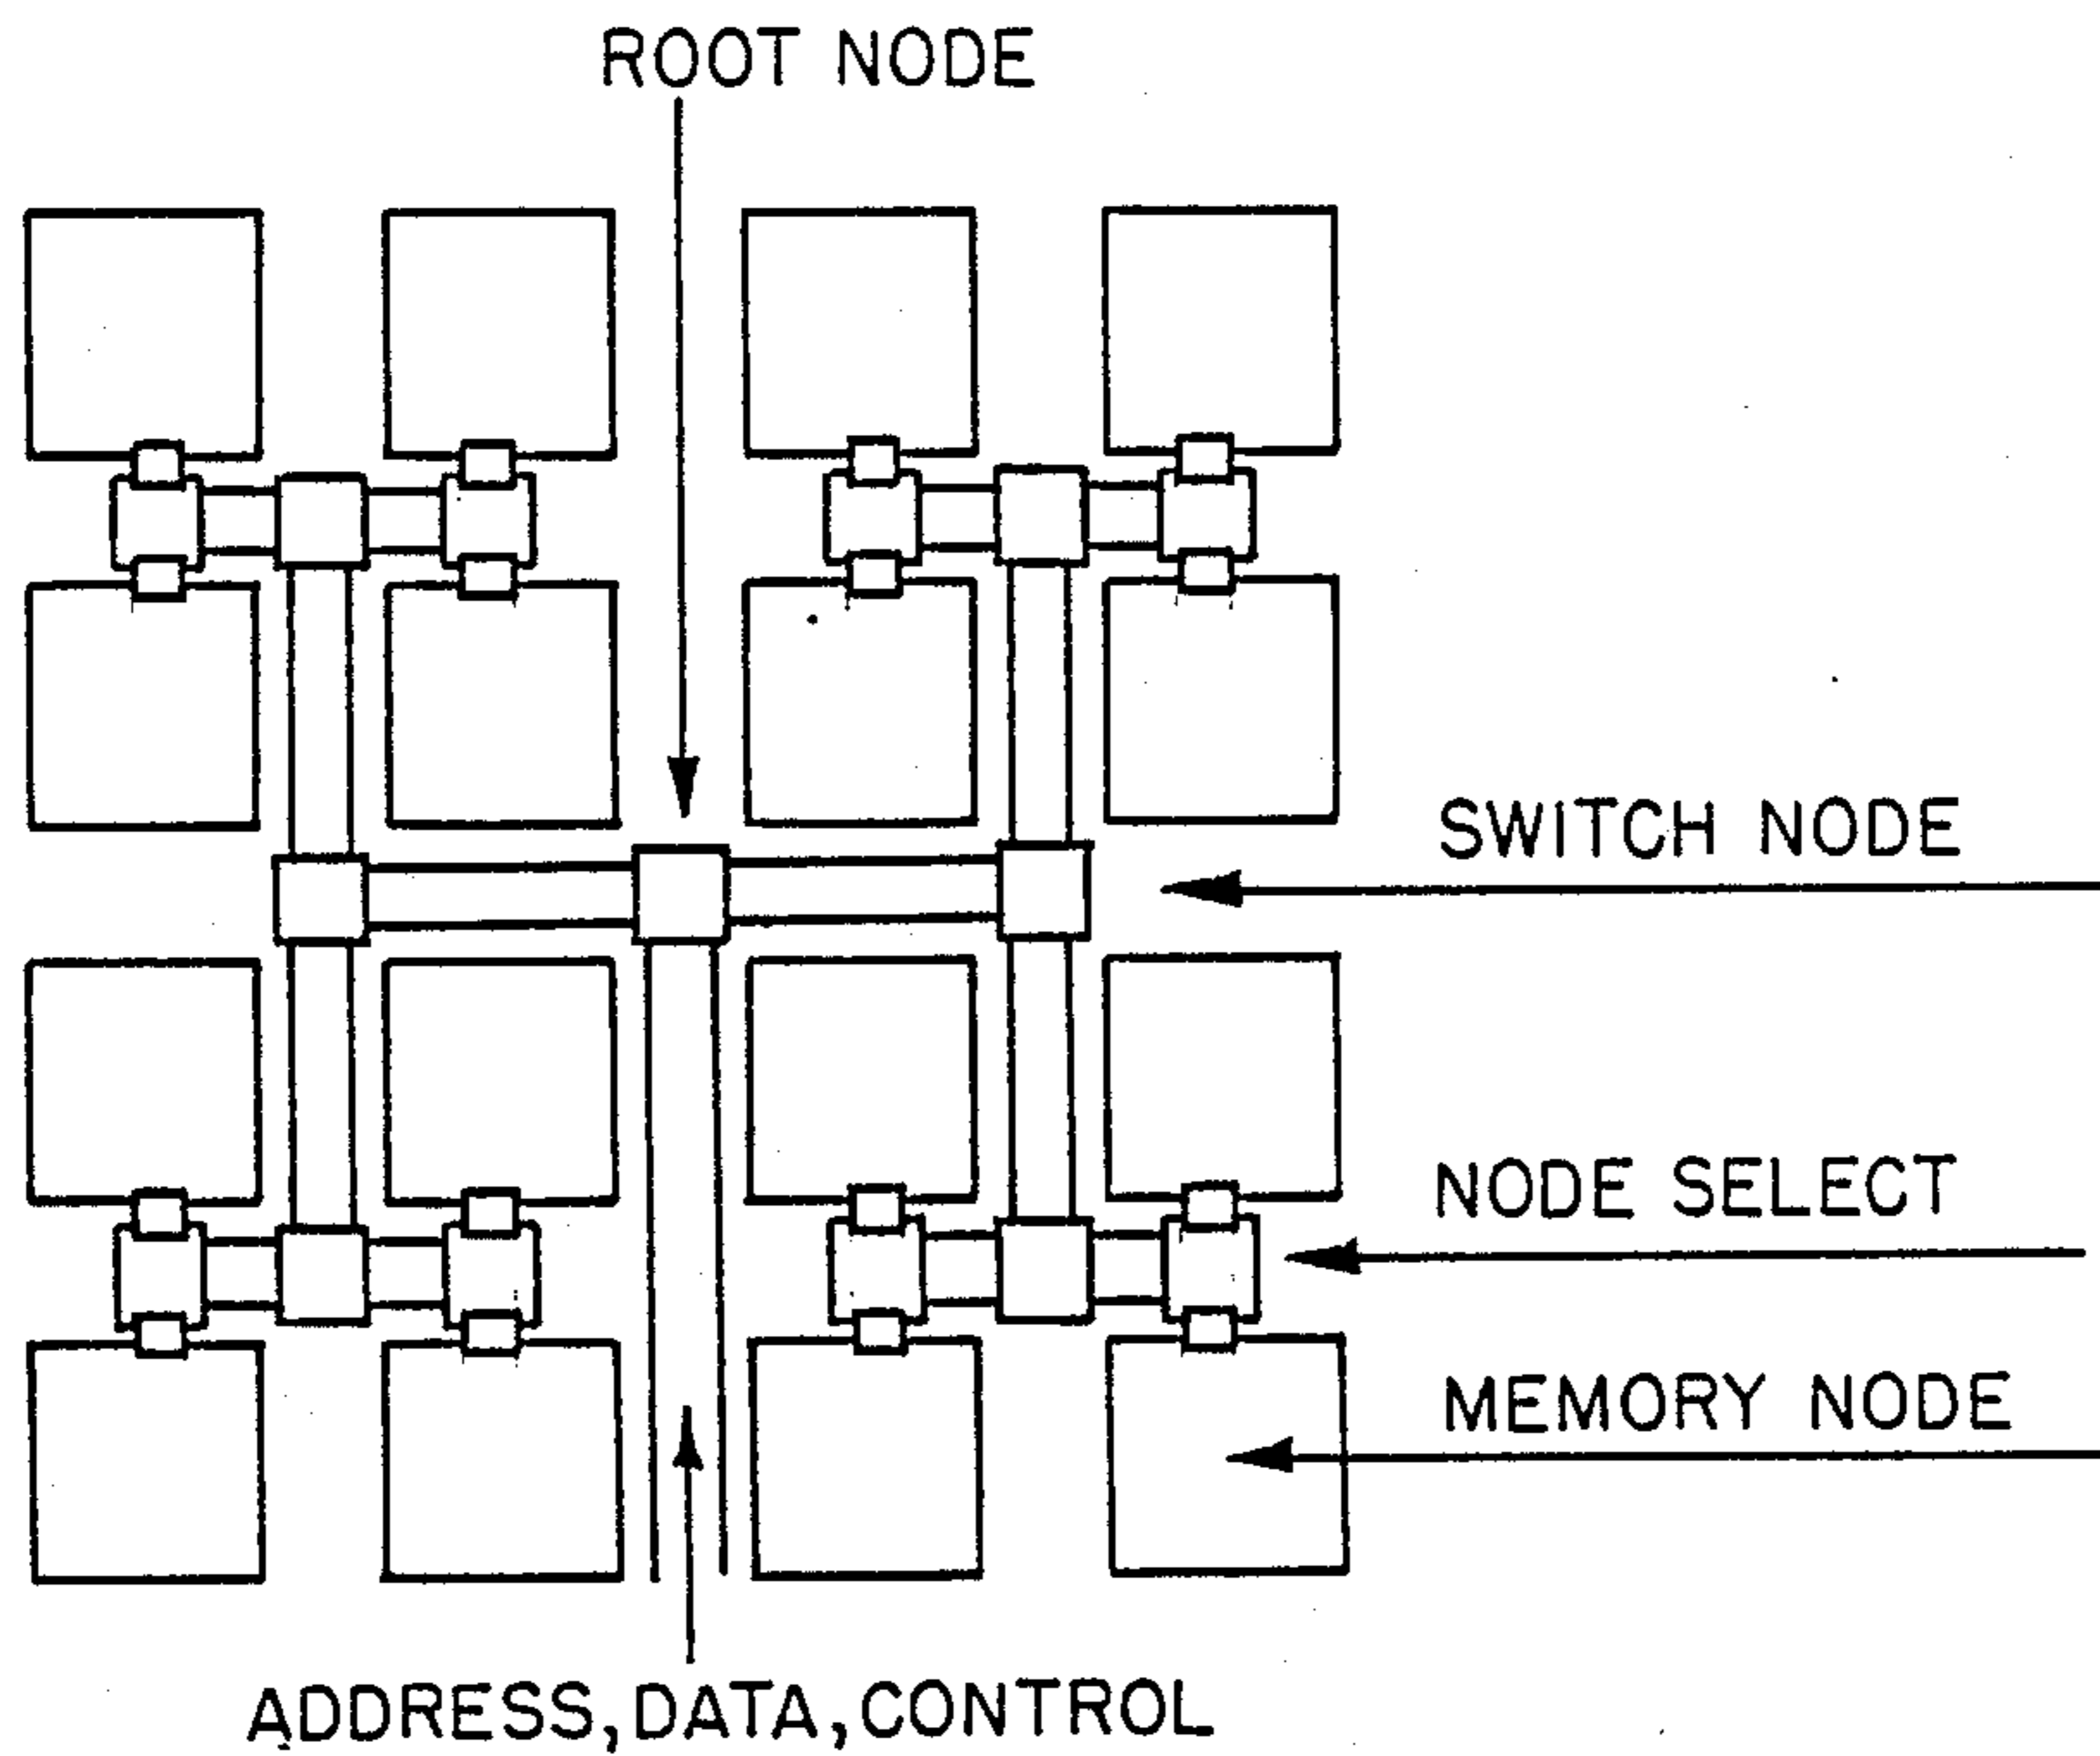 ROOT NODE
SWITCH NODE
NODE SELECT
MEMORY NODE
ADDRESS, DATA, CONTROL